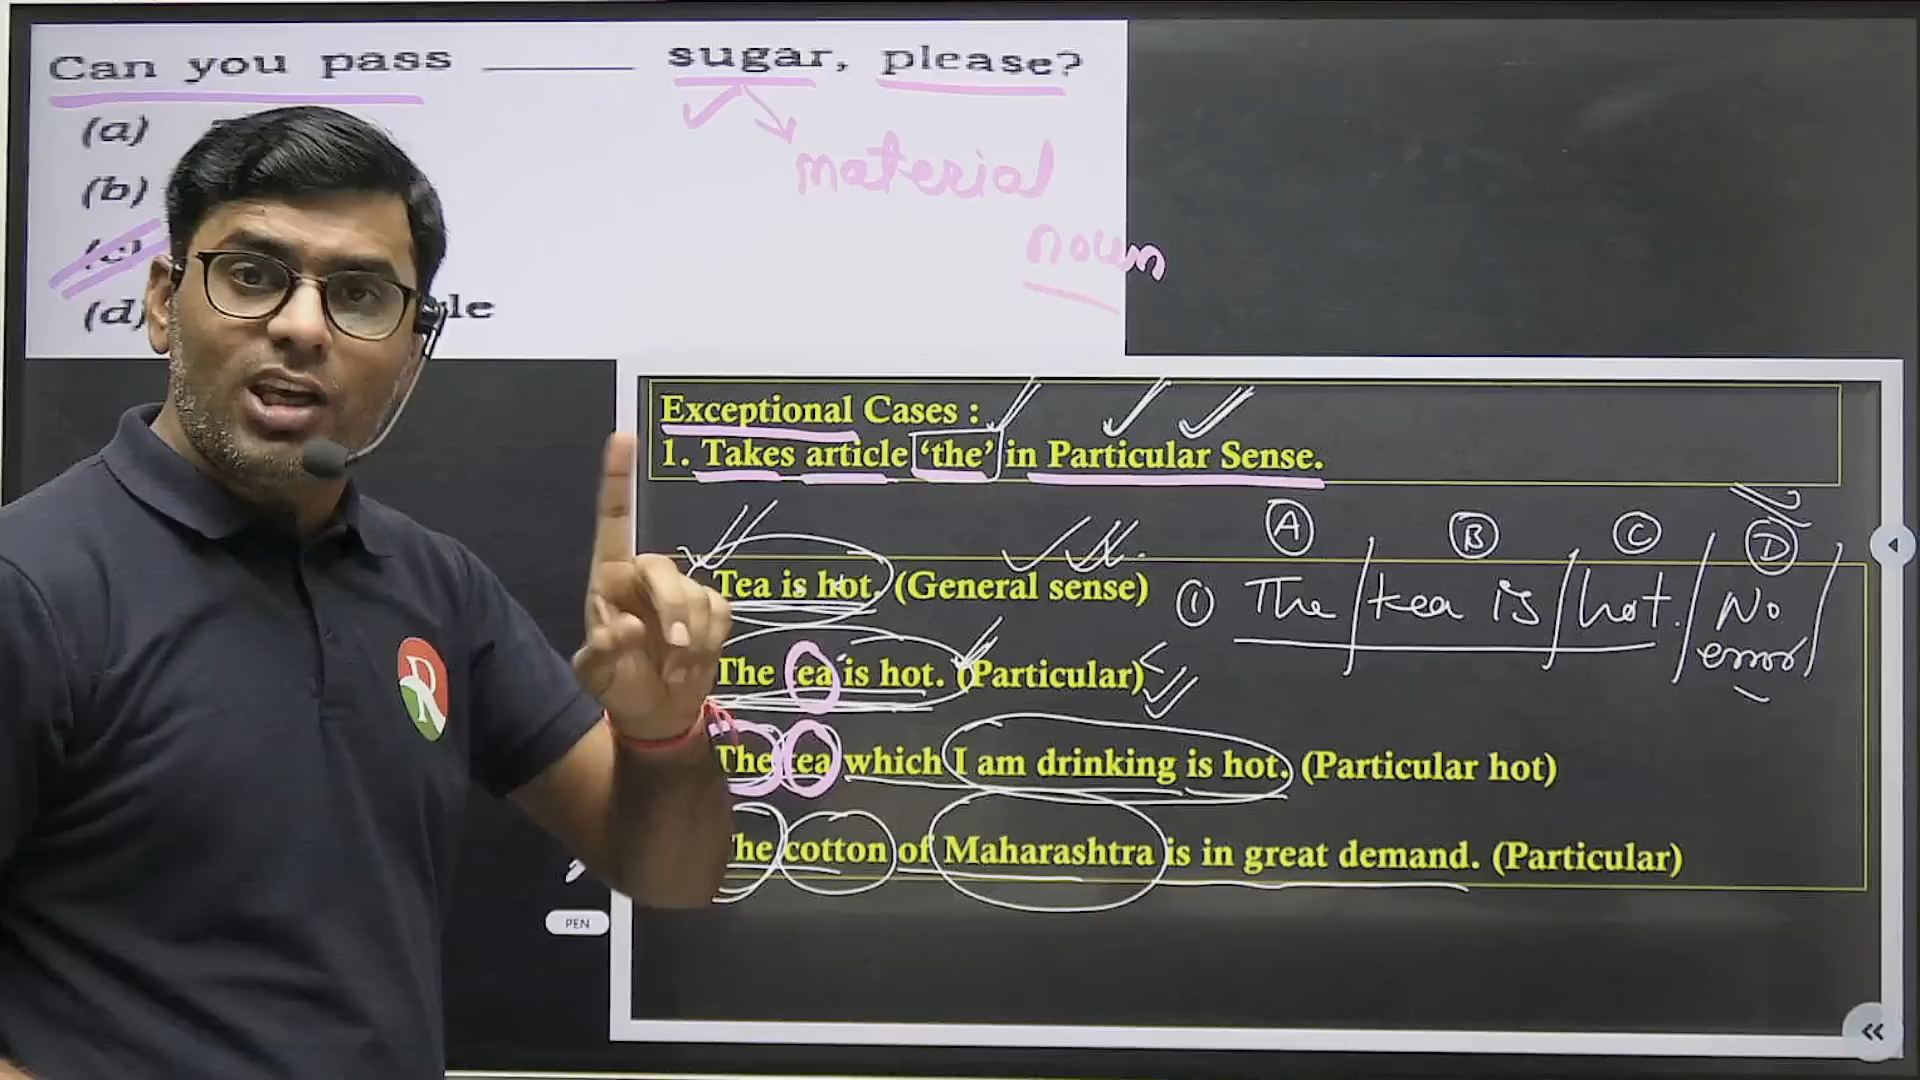 Can you pass ______ sugar, please?
(a)
(b)
(c)
(d)
material
noun
Exceptional Cases :
1. Takes article ‘the’ in Particular Sense.
A B C D
Tea is hot. (General sense)
① The / tea is / hot. / No error /
The tea is hot. (Particular)
The tea which I am drinking is hot. (Particular hot)
The cotton of Maharashtra is in great demand. (Particular)
PEN
R